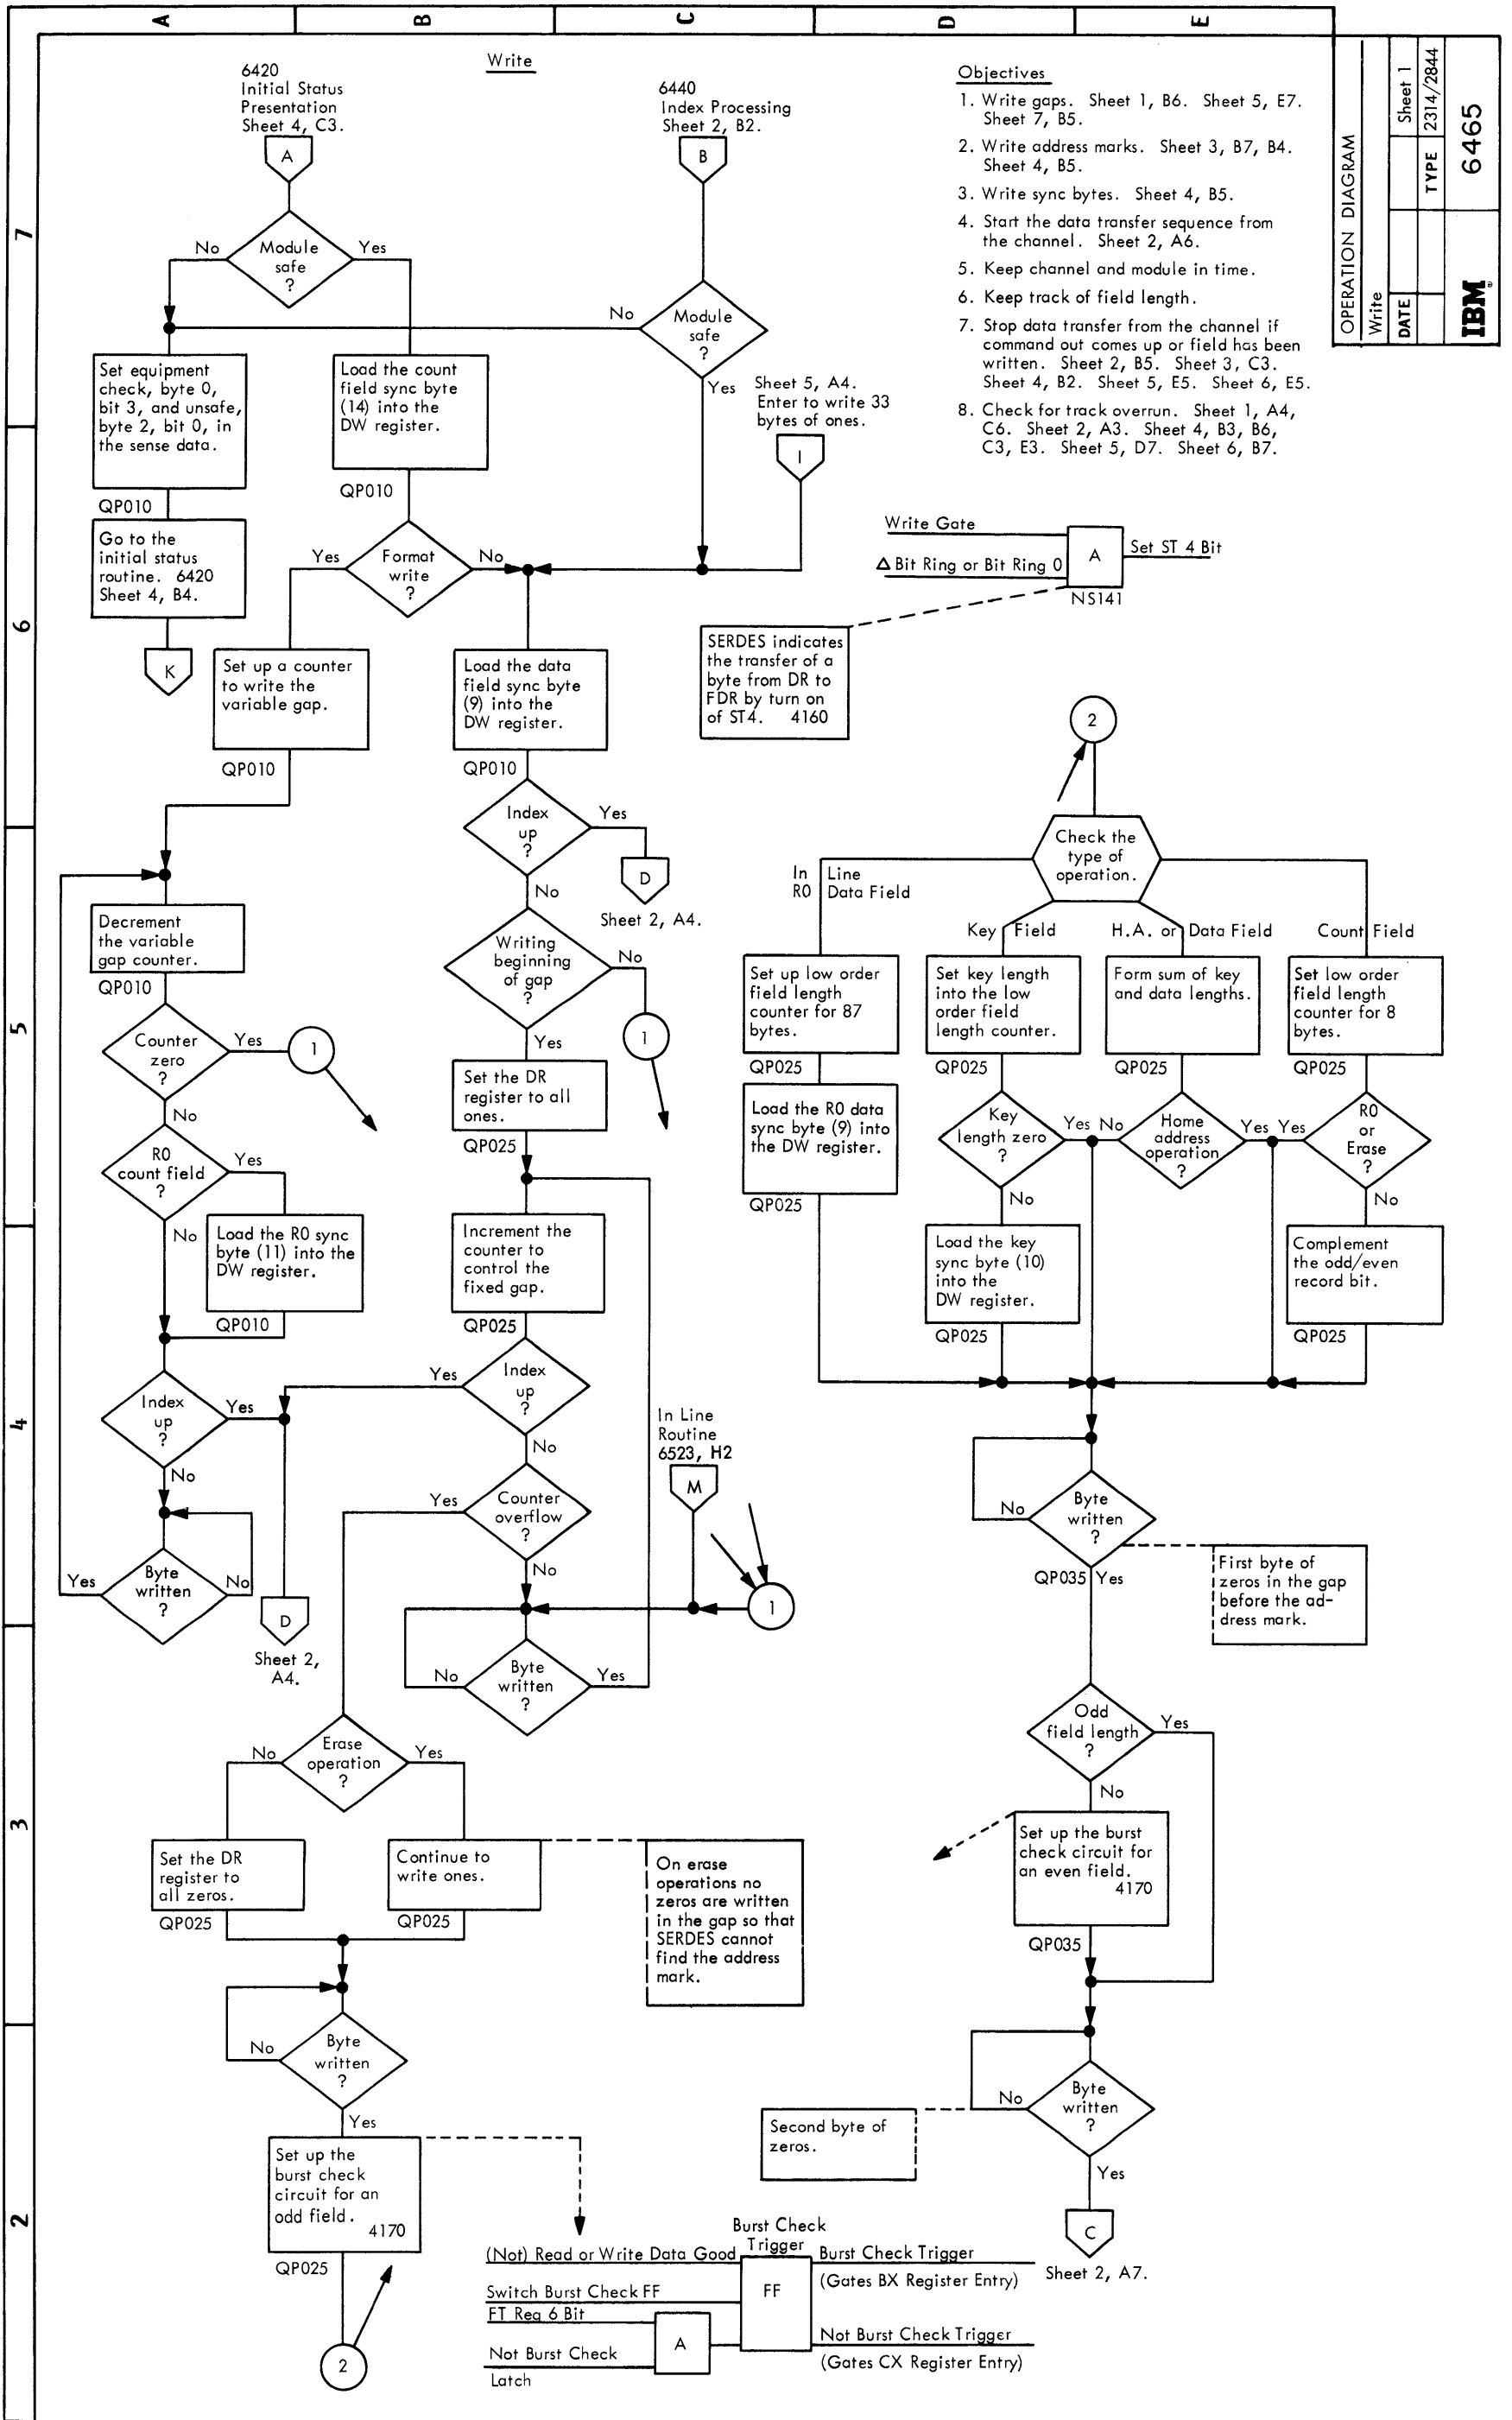 A
B
C
D
E
Write
6420
Initial Status
Presentation
Sheet 4, C3.
A
6440
Index Processing
Sheet 2, B2.
B
Objectives
1. Write gaps. Sheet 1, B6. Sheet 5, E7.
Sheet 7, B5.
2. Write address marks. Sheet 3, B7, B4.
Sheet 4, B5.
3. Write sync bytes. Sheet 4, B5.
4. Start the data transfer sequence from
the channel. Sheet 2, A6.
5. Keep channel and module in time.
6. Keep track of field length.
7. Stop data transfer from the channel if
command out comes up or field has been
written. Sheet 2, B5. Sheet 3, C3.
Sheet 4, B2. Sheet 5, E5. Sheet 6, E5.
8. Check for track overrun. Sheet 1, A4,
C6. Sheet 2, A3. Sheet 4, B3, B6,
C3, E3. Sheet 5, D7. Sheet 6, B7.
OPERATION DIAGRAM
Write
DATE
Sheet 1
TYPE
2314/2844
IBM®
6465
7
No
Module
safe
?
Yes
No
Module
safe
?
Yes
Set equipment
check, byte 0,
bit 3, and unsafe,
byte 2, bit 0, in
the sense data.
QP010
Load the count
field sync byte
(14) into the
DW register.
QP010
Sheet 5, A4.
Enter to write 33
bytes of ones.
I
Go to the
initial status
routine. 6420
Sheet 4, B4.
K
Yes
Format
write
?
No
Write Gate
Δ Bit Ring or Bit Ring 0
A
Set ST 4 Bit
NS141
6
SERDES indicates
the transfer of a
byte from DR to
FDR by turn on
of ST4. 4160
Set up a counter
to write the
variable gap.
QP010
Load the data
field sync byte
(9) into the
DW register.
QP010
2
Index
up
?
Yes
D
Sheet 2, A4.
No
Check the
type of
operation.
In Line
R0 Data Field
Key Field
H.A. or Data Field
Count Field
Decrement
the variable
gap counter.
QP010
Writing
beginning
of gap
?
No
1
Yes
Set up low order
field length
counter for 87
bytes.
QP025
Set key length
into the low
order field
length counter.
QP025
Form sum of key
and data lengths.
QP025
Set low order
field length
counter for 8
bytes.
QP025
5
Counter
zero
?
Yes
1
No
Set the DR
register to all
ones.
QP025
Load the R0 data
sync byte (9) into
the DW register.
QP025
Key
length zero
?
Yes
No
No
Home
address
operation
?
Yes
Yes
R0
or
Erase
?
No
R0
count field
?
Yes
No
Load the R0 sync
byte (11) into the
DW register.
QP010
Increment the
counter to
control the
fixed gap.
QP025
Load the key
sync byte (10)
into the
DW register.
QP025
Complement
the odd/even
record bit.
QP025
4
Index
up
?
Yes
No
Yes
Index
up
?
No
In Line
Routine
6523, H2
M
Yes
Counter
overflow
?
No
No
Byte
written
?
QP035
Yes
First byte of
zeros in the gap
before the ad-
dress mark.
Yes
Byte
written
?
No
D
Sheet 2,
A4.
1
No
Byte
written
?
Yes
Odd
field length
?
Yes
No
No
Erase
operation
?
Yes
3
Set the DR
register to
all zeros.
QP025
Continue to
write ones.
QP025
On erase
operations no
zeros are written
in the gap so that
SERDES cannot
find the address
mark.
Set up the burst
check circuit for
an even field.
4170
QP035
No
Byte
written
?
Yes
No
Byte
written
?
Yes
Second byte of
zeros.
C
Sheet 2, A7.
2
Set up the
burst check
circuit for an
odd field.
4170
QP025
2
Burst Check
Trigger
(Not) Read or Write Data Good
Switch Burst Check FF
FT Reg 6 Bit
Not Burst Check
Latch
A
FF
Burst Check Trigger
(Gates BX Register Entry)
Not Burst Check Trigger
(Gates CX Register Entry)